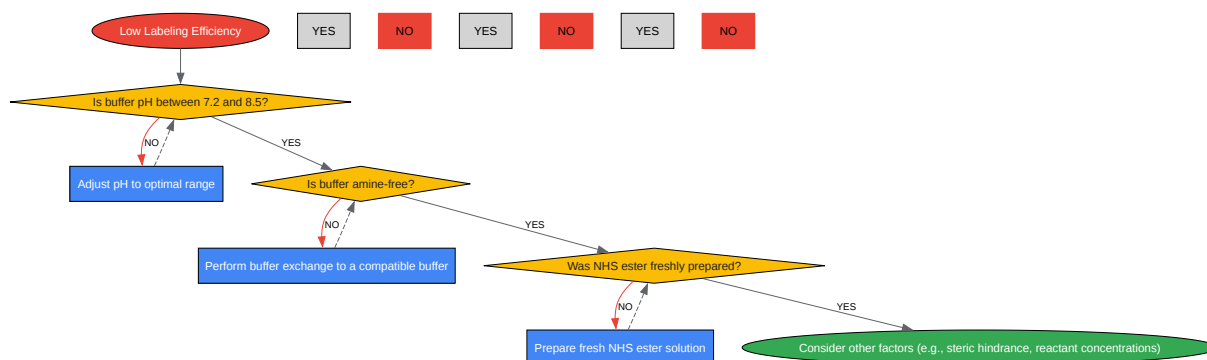 Low Labeling Efficiency
YES
NO
YES
NO
YES
NO
Is buffer pH between 7.2 and 8.5?
NO
YES
Adjust pH to optimal range
Is buffer amine-free?
NO
YES
Perform buffer exchange to a compatible buffer
Was NHS ester freshly prepared?
NO
YES
Prepare fresh NHS ester solution
Consider other factors (e.g., steric hindrance, reactant concentrations)